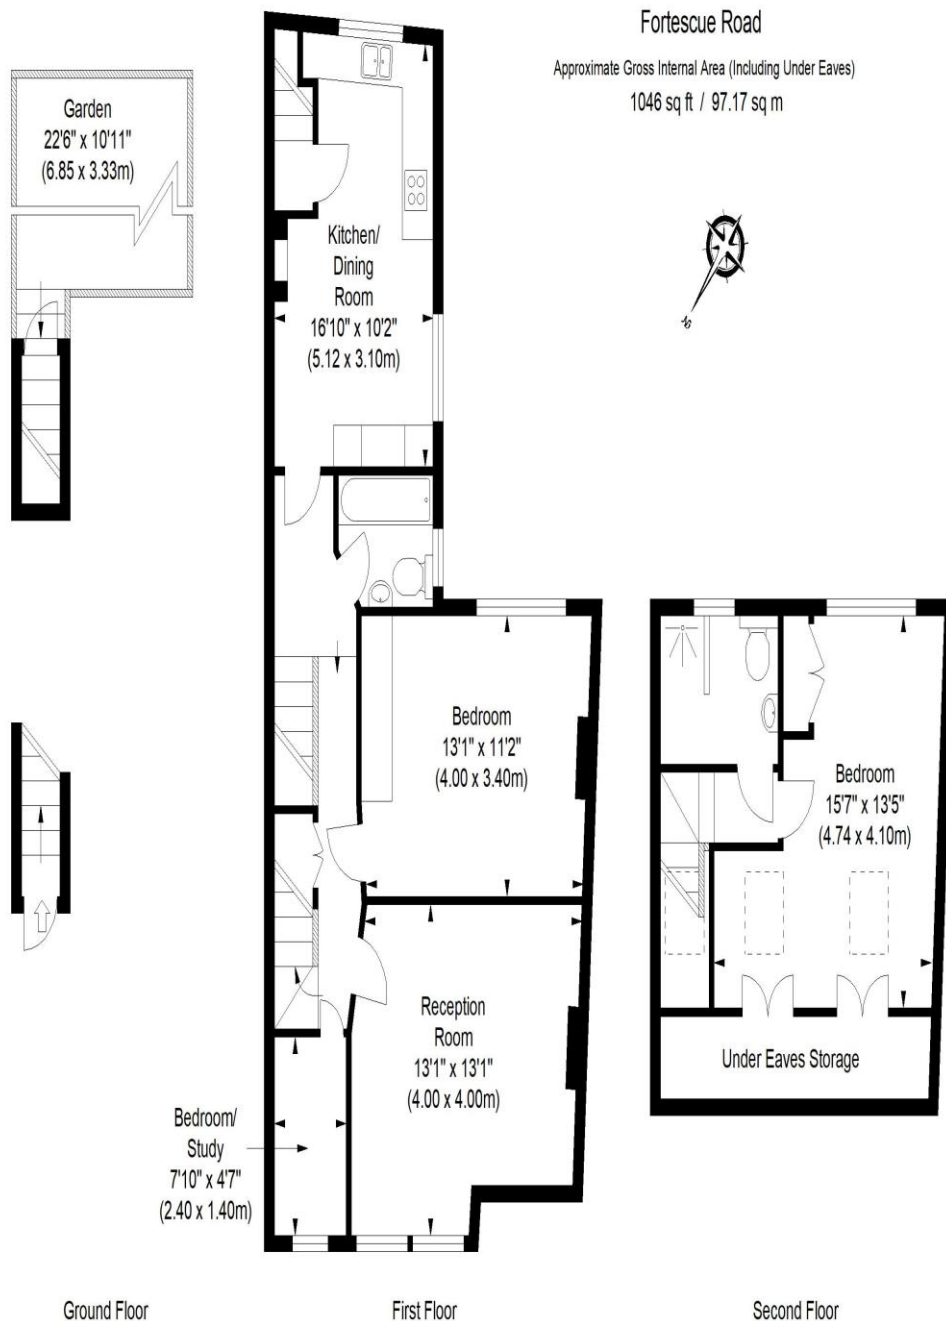 Fortescue Road
Approximate Gross Internal Area (Including Under Eaves)
1046 sq ft / 97.17 sq m
Garden
22'6" x 10'11"
(6.85 x 3.33m)
Kitchen/
Dining
Room
16'10" x 10'2"
(5.12 x 3.10m)
Bedroom
13'1" x 11'2"
(4.00 x 3.40m)
Bedroom
15'7" x 13'5"
(4.74 x 4.10m)
Reception
Room
13'1" x 13'1"
(4.00 x 4.00m)
Under Eaves Storage
Bedroom/
Study
7'10" x 4'7"
(2.40 x 1.40m)
Ground Floor
First Floor
Second Floor